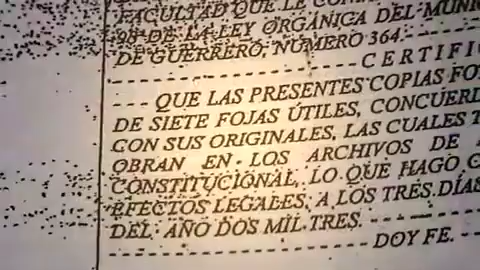 FACULTAD QUE LE
98 DE LA LEY ORGÁNICA DEL
DE GUERRERO, NÚMERO 364.
- - - - - - - - - - - - - - - - - - - - - - - C E R T I F I
- - - QUE LAS PRESENTES COPIAS
DE SIETE FOJAS ÚTILES,
CON SUS ORIGINALES, LAS CUALES
OBRAN EN LOS ARCHIVOS DE
CONSTITUCIONAL, LO QUE HAGO
EFECTOS LEGALES, A LOS TRES DÍAS
DEL AÑO DOS MIL TRES. - - - - - - - - - -
- - - - - - - - - - - - - - - - - - - - - - - DOY FE. - - -